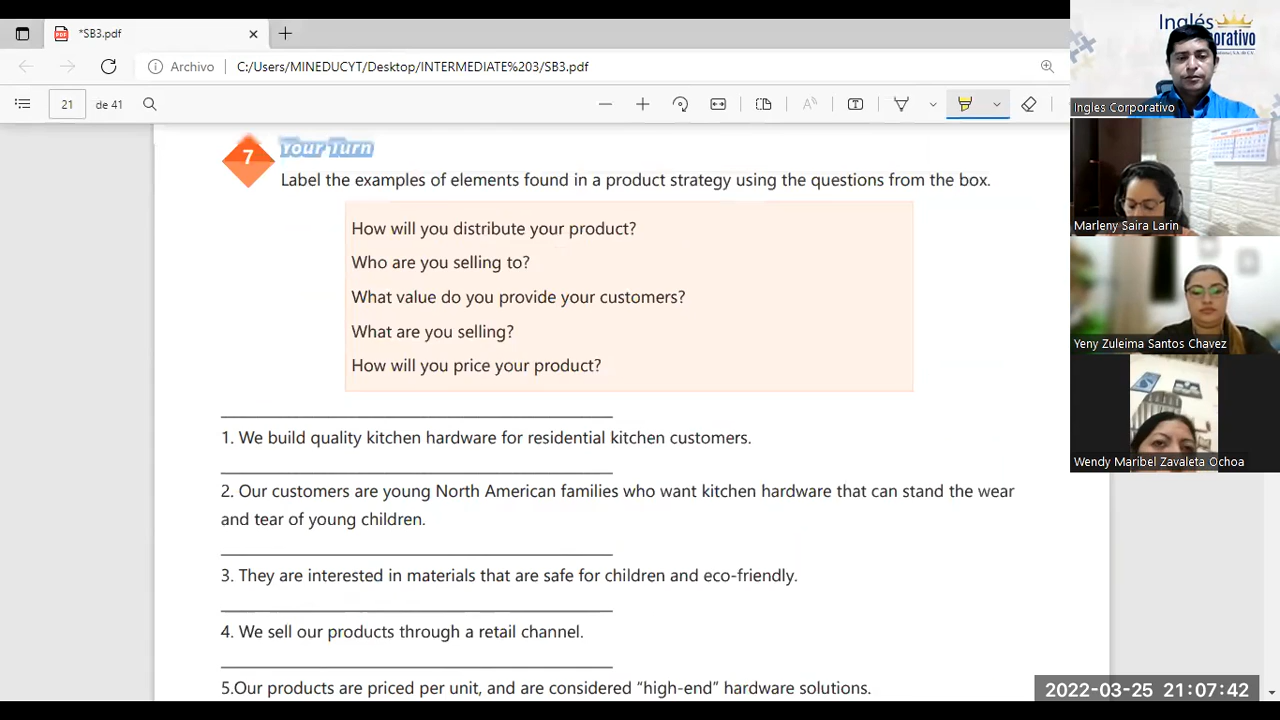 *SB3.pdf
Archivo
C:/Users/MINEDUCYT/Desktop/INTERMEDIATE%203/SB3.pdf
21
de 41
7
Your Turn
Label the examples of elements found in a product strategy using the questions from the box.
How will you distribute your product?
Who are you selling to?
What value do you provide your customers?
What are you selling?
How will you price your product?
1. We build quality kitchen hardware for residential kitchen customers.
2. Our customers are young North American families who want kitchen hardware that can stand the wear
and tear of young children.
3. They are interested in materials that are safe for children and eco-friendly.
4. We sell our products through a retail channel.
5.Our products are priced per unit, and are considered “high-end” hardware solutions.
Inglés
Ingles Corporativo
Marleny Saira Larin
Yeny Zuleima Santos Chavez
Wendy Maribel Zavaleta Ochoa
2022-03-25 21:07:42